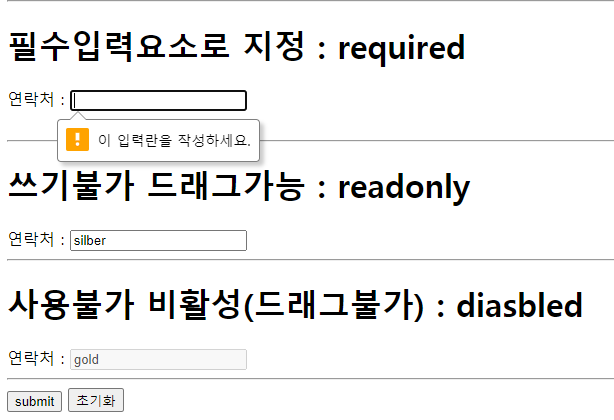 필수입력요소로 지정 : required
연락처 :
이 입력란을 작성하세요.
쓰기불가 드래그가능 : readonly
연락처 : silber
사용불가 비활성(드래그불가) : diasbled
연락처 : gold
submit 초기화